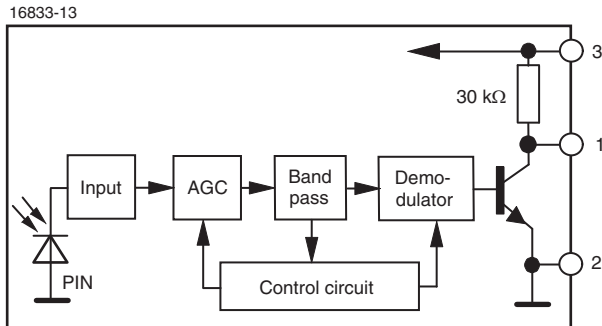 16833-13
3
30 kΩ
1
Input
AGC
Band
pass
Demo-
dulator
2
PIN
Control circuit